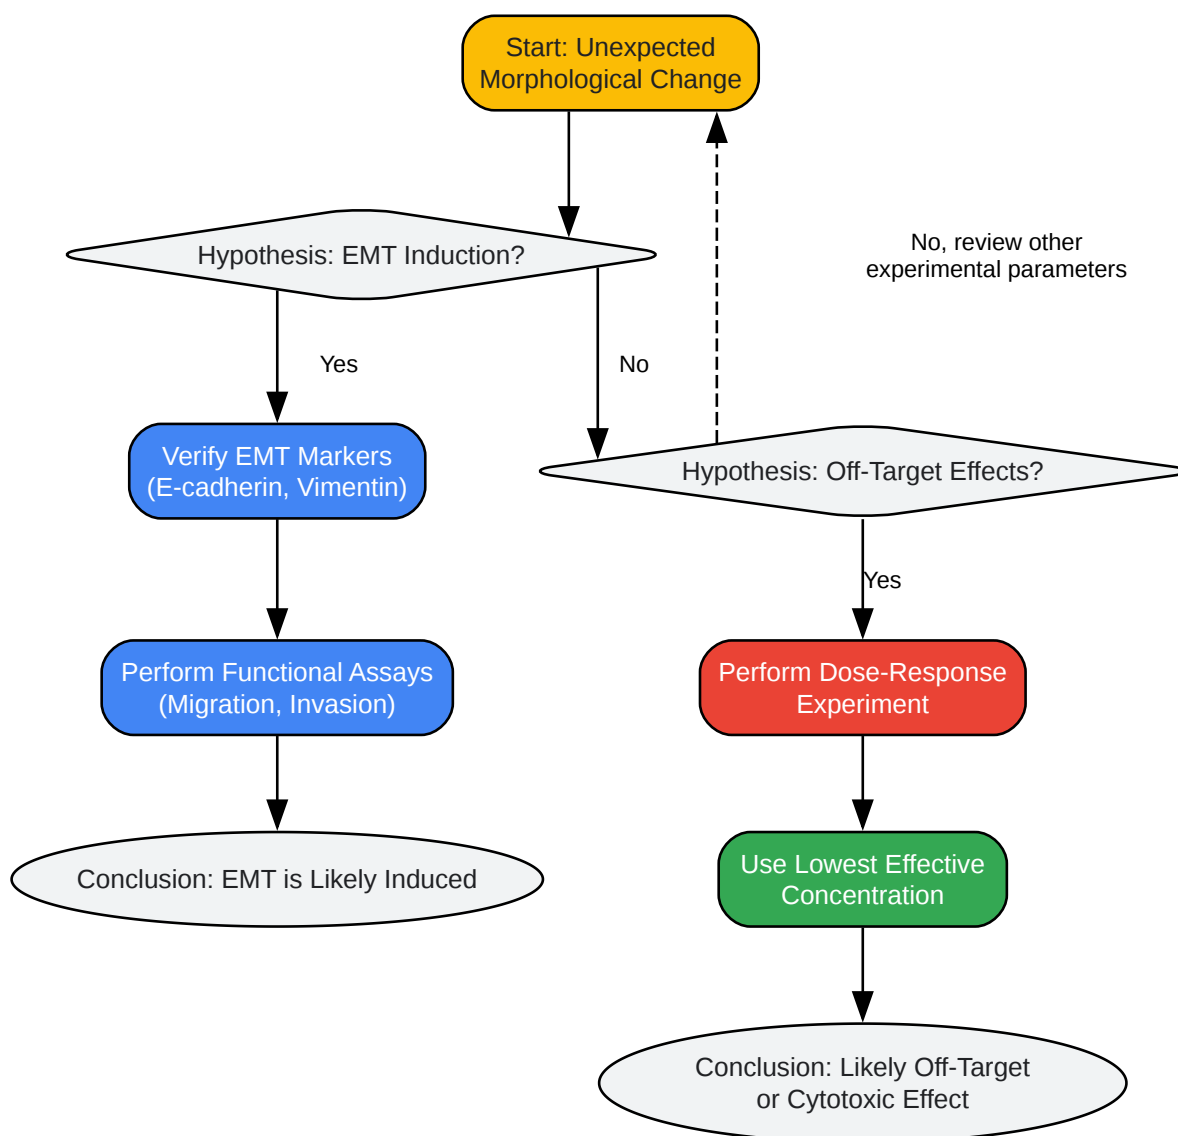 Start: Unexpected
Morphological Change
Hypothesis: EMT Induction?
No, review other
experimental parameters
Yes
No
Verify EMT Markers
(E-cadherin, Vimentin)
Hypothesis: Off-Target Effects?
Yes
Perform Functional Assays
(Migration, Invasion)
Perform Dose-Response
Experiment
Conclusion: EMT is Likely Induced
Use Lowest Effective
Concentration
Conclusion: Likely Off-Target
or Cytotoxic Effect